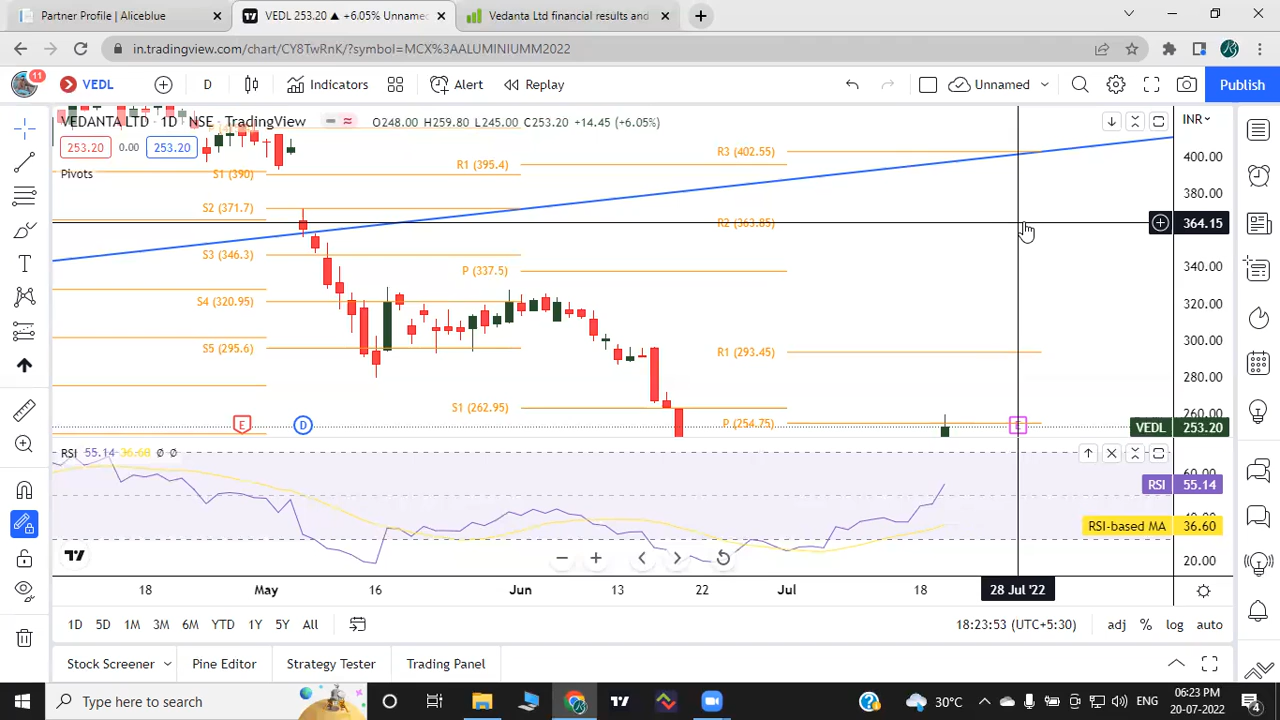 Partner Profile | Aliceblue
VEDL 253.20 ▲ +6.05% Unnamed
Vedanta Ltd financial results and
in.tradingview.com/chart/CY8TwRnK/?symbol=MCX%3AALUMINIUMM2022
11
VEDL
D
Indicators
Alert
Replay
Unnamed
Publish
VEDANTA LTD · 1D · NSE · TradingView
O248.00 H259.80 L245.00 C253.20 +14.45 (+6.05%)
INR
253.20
0.00
253.20
Pivots
R3 (402.55)
400.00
R1 (395.4)
S1 (390)
380.00
S2 (371.7)
R2 (363.85)
364.15
S3 (346.3)
P (337.5)
340.00
S4 (320.95)
320.00
S5 (295.6)
R1 (293.45)
300.00
280.00
S1 (262.95)
260.00
P (254.75)
E
D
E
VEDL 253.20
RSI 55.14 36.60 Ø Ø
60.00
RSI 55.14
RSI-based MA 36.60
20.00
18
May
16
Jun
13
22
Jul
18
28 Jul '22
1D
5D
1M
3M
6M
YTD
1Y
5Y
All
18:23:53 (UTC+5:30)
adj
%
log
auto
Stock Screener
Pine Editor
Strategy Tester
Trading Panel
Type here to search
30°C
ENG
06:23 PM
20-07-2022
4